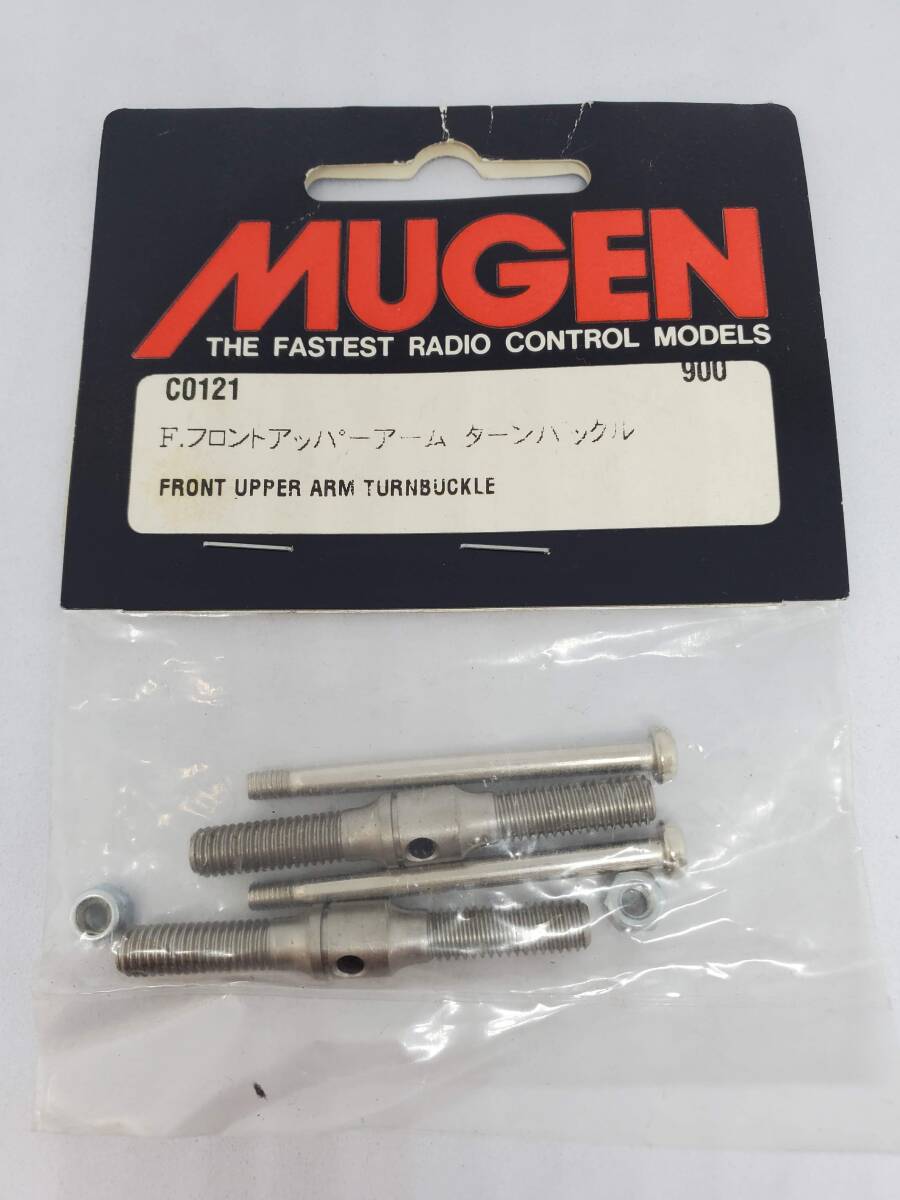 MUGEN
THE FASTEST RADIO CONTROL MODELS
C0121 900
F.フロントアッパーアーム ターンバックル
FRONT UPPER ARM TURNBUCKLE